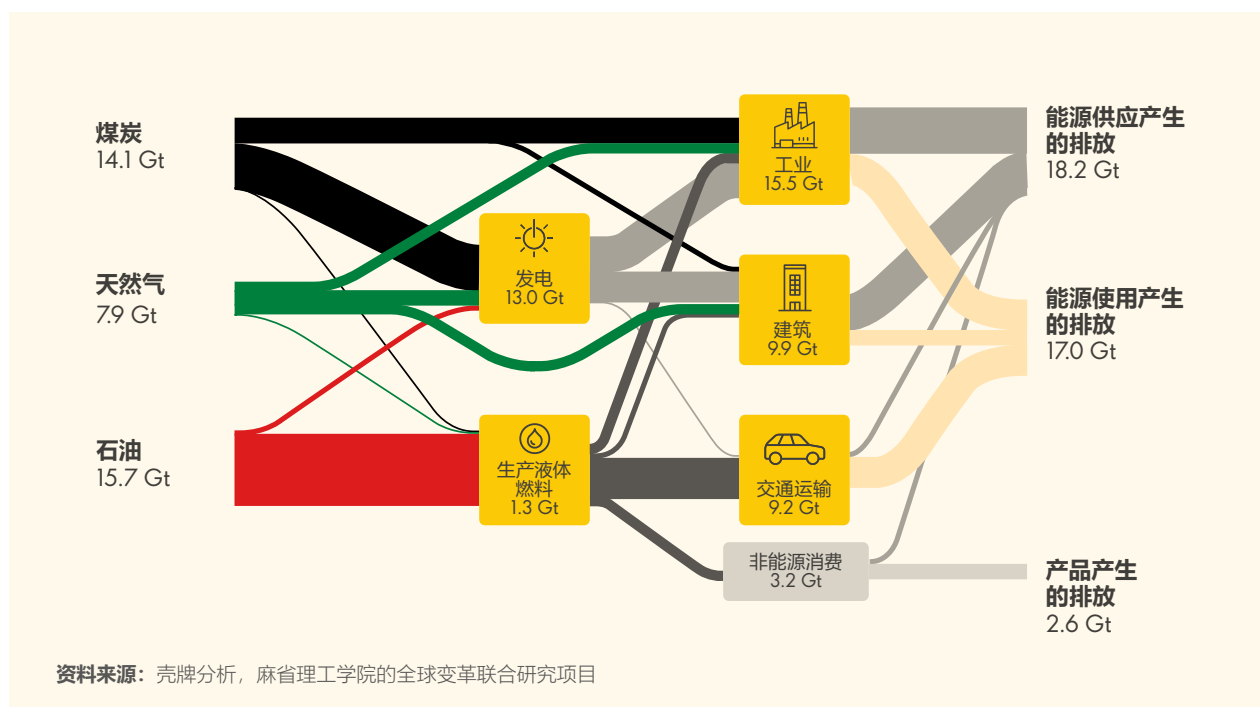 煤炭
14.1 Gt
天然气
7.9 Gt
石油
15.7 Gt
发电
13.0 Gt
生产液体
燃料
1.3 Gt
工业
15.5 Gt
建筑
9.9 Gt
交通运输
9.2 Gt
非能源消费
3.2 Gt
能源供应产生
的排放
18.2 Gt
能源使用产生
的排放
17.0 Gt
产品产生
的排放
2.6 Gt
资料来源：壳牌分析，麻省理工学院的全球变革联合研究项目